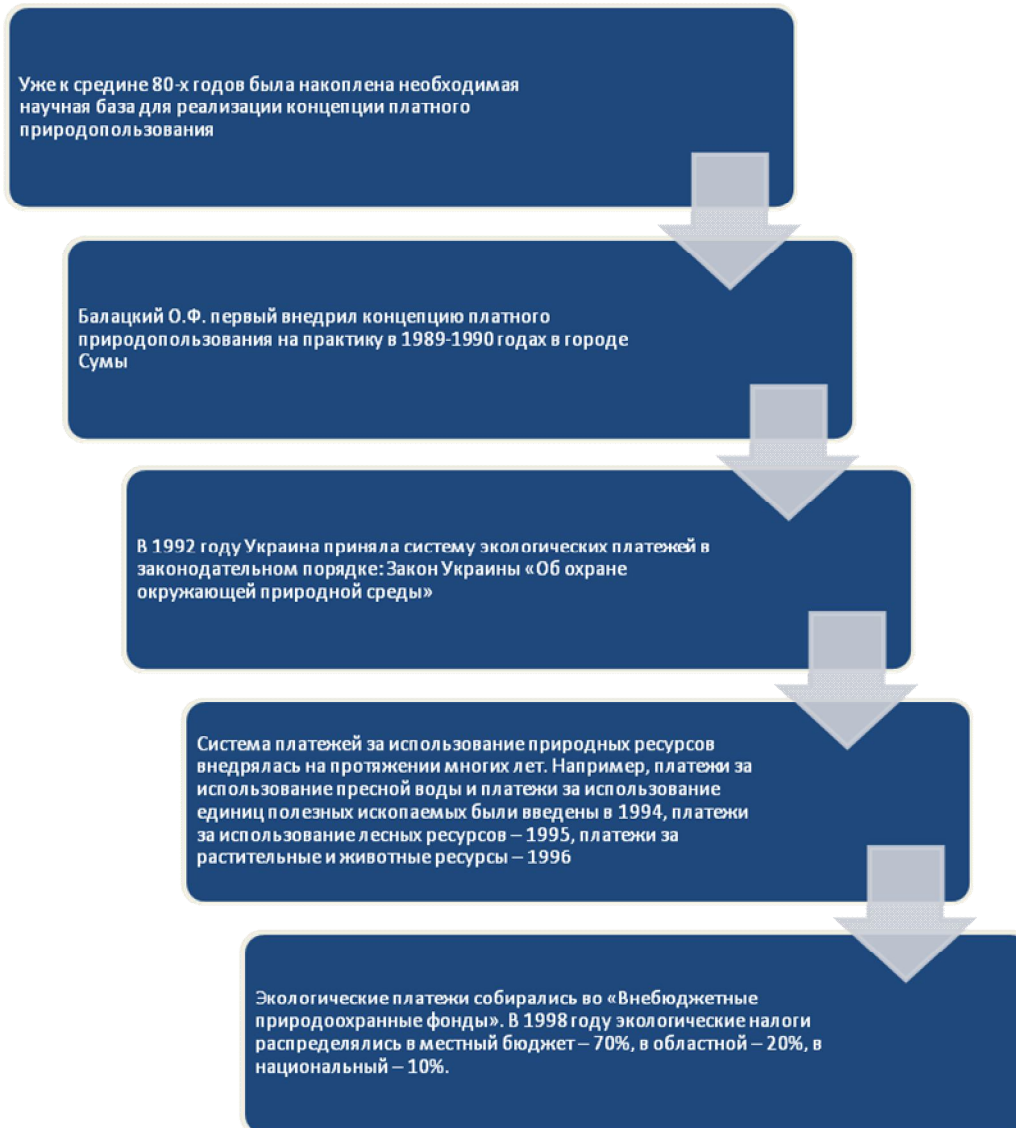 Уже к средине 80-х годов была накоплена необходимая
научная база для реализации концепции платного
природопользования
Балацкий О.Ф. первый внедрил концепцию платного
природопользования на практику в 1989-1990 годах в городе
Сумы
В 1992 году Украина приняла систему экологических платежей в
законодательном порядке: Закон Украины «Об охране
окружающей природной среды»
Система платежей за использование природных ресурсов
внедрялась на протяжении многих лет. Например, платежи за
использование пресной воды и платежи за использование
единиц полезных ископаемых были введены в 1994, платежи
за использование лесных ресурсов – 1995, платежи за
растительные и животные ресурсы – 1996
Экологические платежи собирались во «Внебюджетные
природоохранные фонды». В 1998 году экологические налоги
распределялись в местный бюджет – 70%, в областной – 20%, в
национальный – 10%.